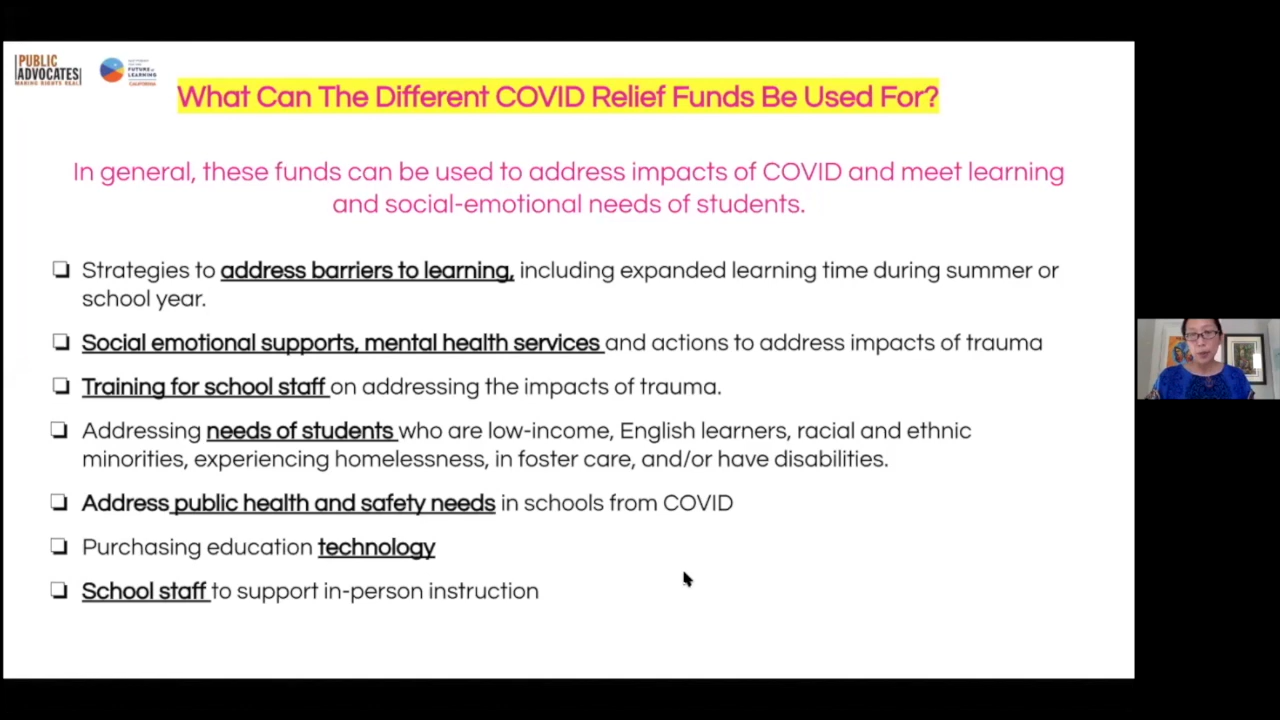 PUBLIC
ADVOCATES
MAKING RIGHTS REAL
FUTURE of
LEARNING
CALIFORNIA
What Can The Different COVID Relief Funds Be Used For?
In general, these funds can be used to address impacts of COVID and meet learning
and social-emotional needs of students.
❏ Strategies to address barriers to learning, including expanded learning time during summer or
school year.
❏ Social emotional supports, mental health services and actions to address impacts of trauma
❏ Training for school staff on addressing the impacts of trauma.
❏ Addressing needs of students who are low-income, English learners, racial and ethnic
minorities, experiencing homelessness, in foster care, and/or have disabilities.
❏ Address public health and safety needs in schools from COVID
❏ Purchasing education technology
❏ School staff to support in-person instruction